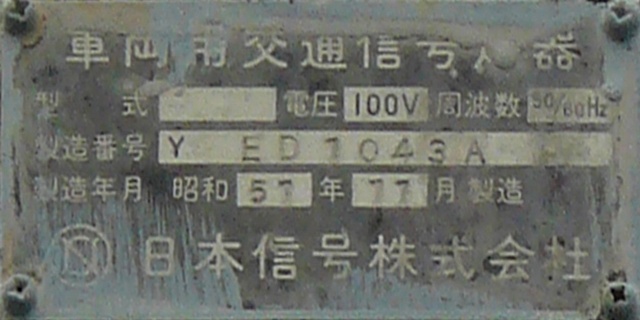 車両用交通信号灯器
型 式 電圧 100V 周波数 50/60Hz
製造番号 Y ED1043A
製造年月 昭和 51 年 11 月 製造
日本信号株式会社